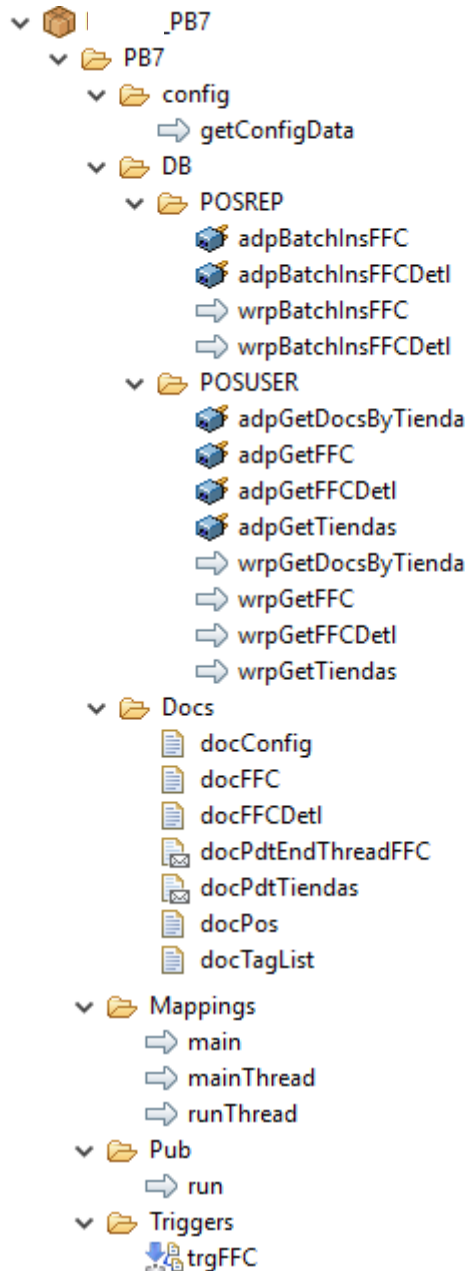 _PB7
PB7
config
getConfigData
DB
POSREP
adpBatchInsFFC
adpBatchInsFFCDetl
wrpBatchInsFFC
wrpBatchInsFFCDetl
POSUSER
adpGetDocsByTienda
adpGetFFC
adpGetFFCDetl
adpGetTiendas
wrpGetDocsByTienda
wrpGetFFC
wrpGetFFCDetl
wrpGetTiendas
Docs
docConfig
docFFC
docFFCDetl
docPdtEndThreadFFC
docPdtTiendas
docPos
docTagList
Mappings
main
mainThread
runThread
Pub
run
Triggers
trgFFC